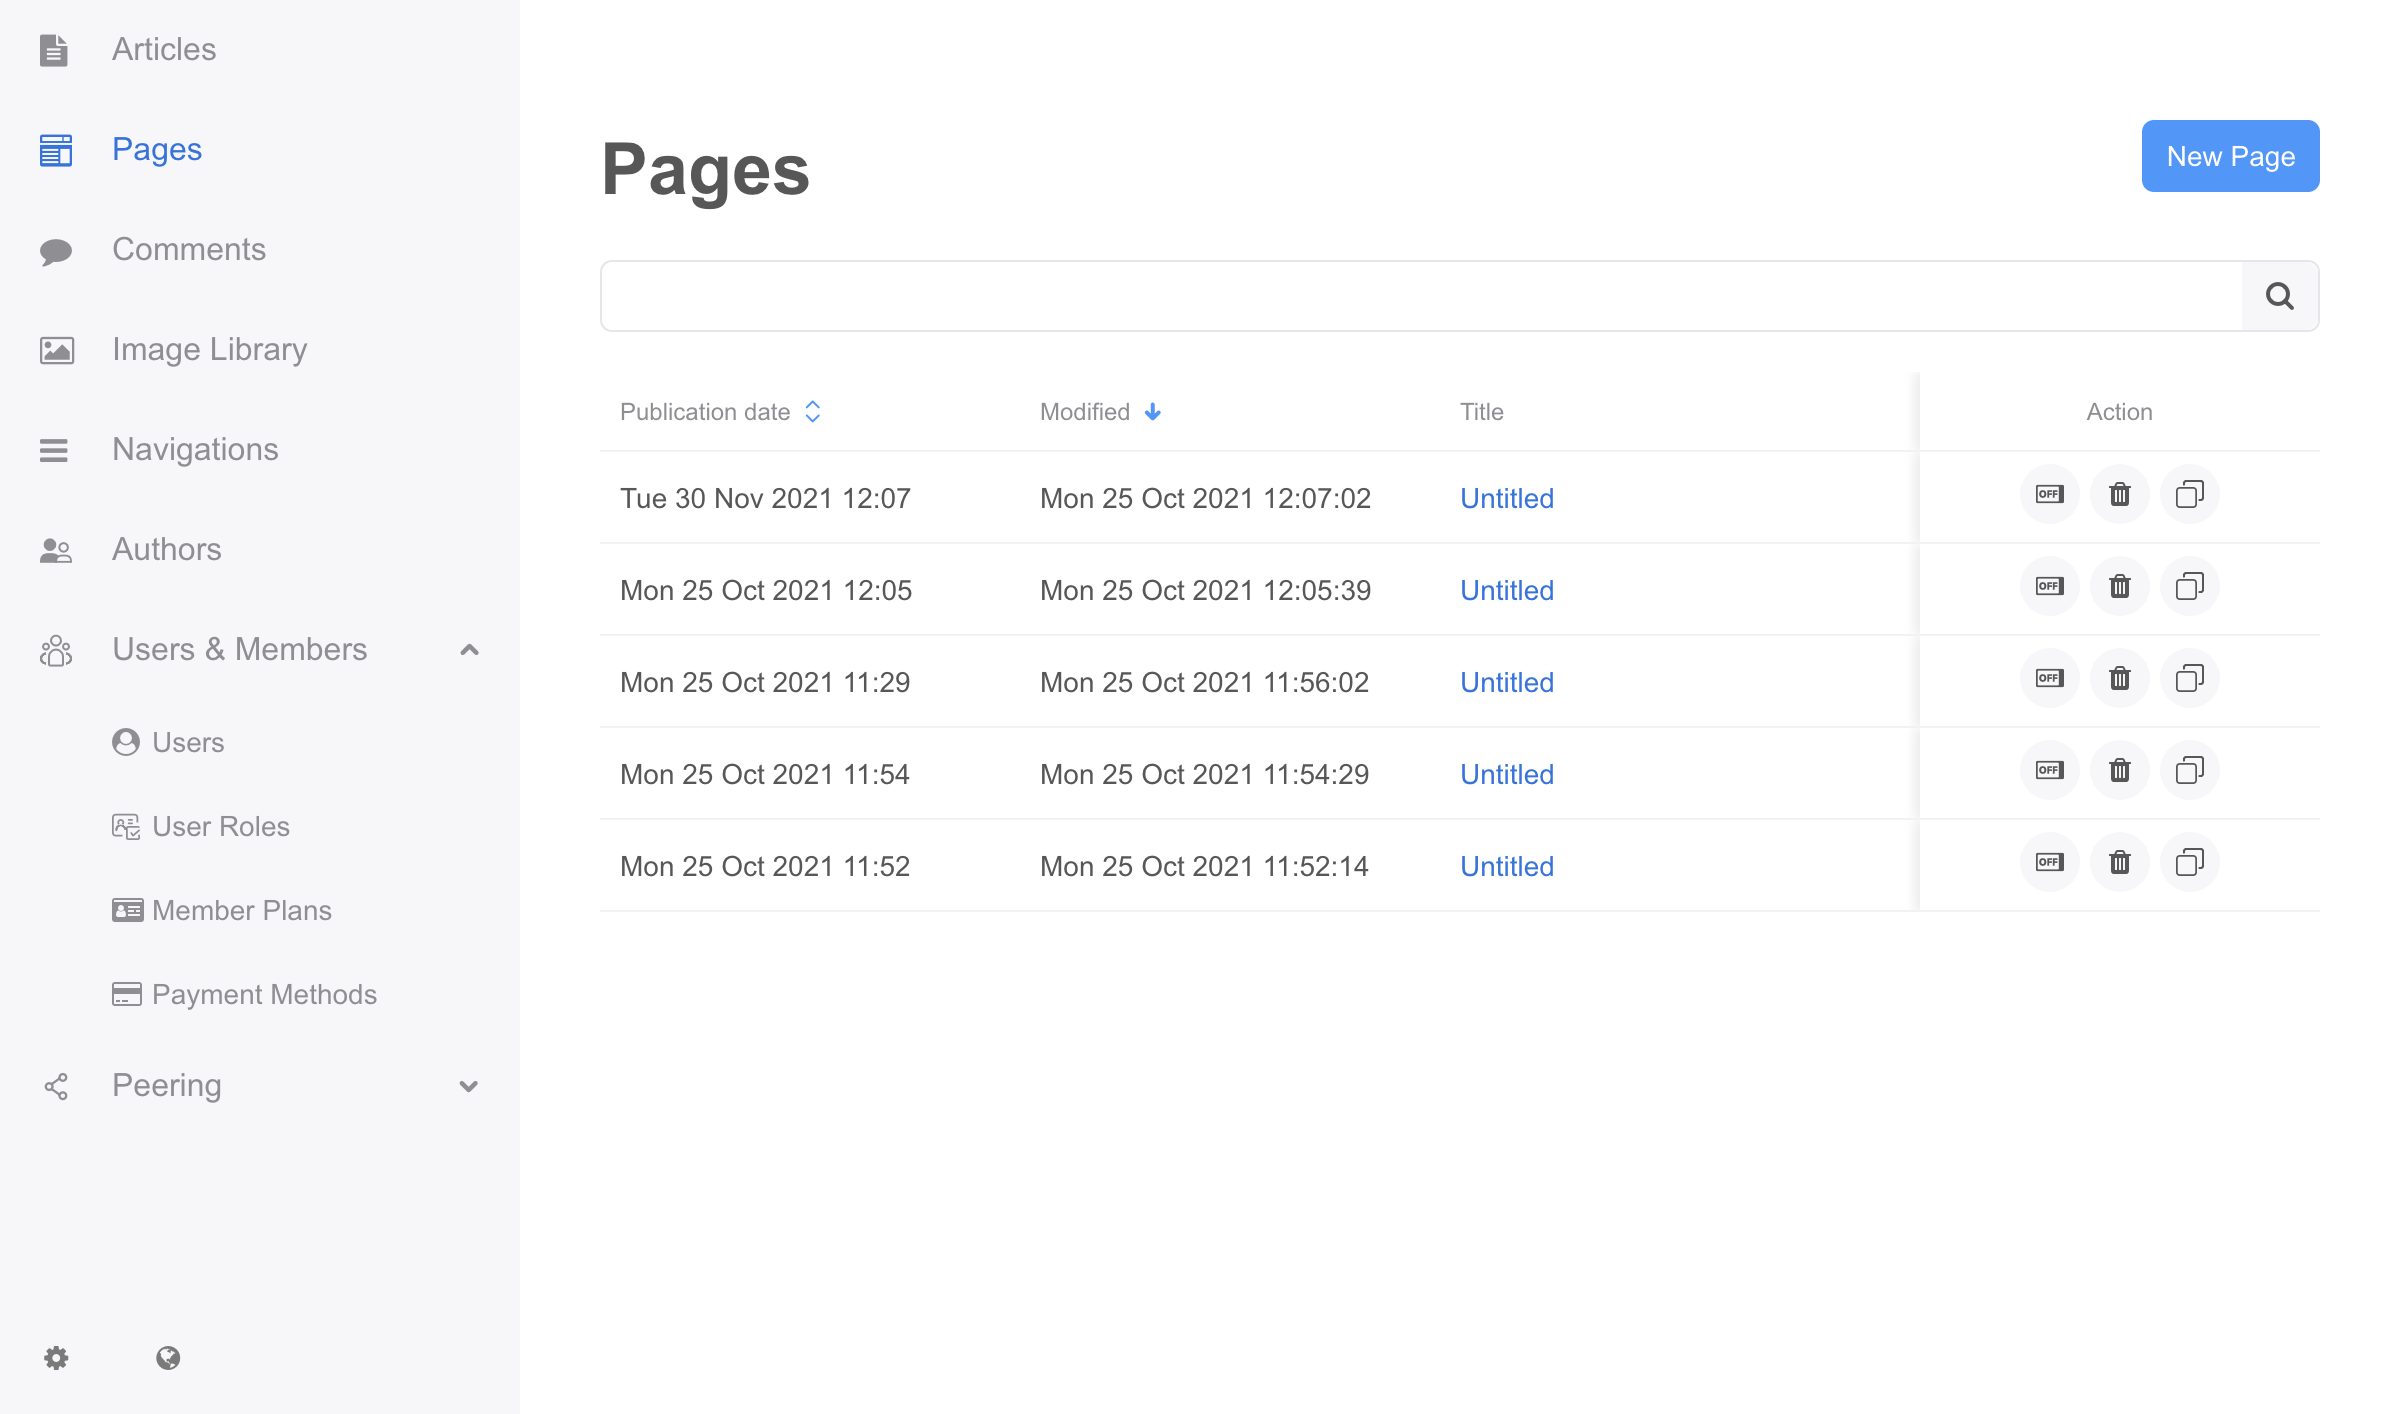 Articles
Pages
Comments
Image Library
Navigations
Authors
Users & Members
Users
User Roles
Member Plans
Payment Methods
Peering
Pages
New Page
Publication date Modified Title Action
Tue 30 Nov 2021 12:07 Mon 25 Oct 2021 12:07:02 Untitled OFF
Mon 25 Oct 2021 12:05 Mon 25 Oct 2021 12:05:39 Untitled OFF
Mon 25 Oct 2021 11:29 Mon 25 Oct 2021 11:56:02 Untitled OFF
Mon 25 Oct 2021 11:54 Mon 25 Oct 2021 11:54:29 Untitled OFF
Mon 25 Oct 2021 11:52 Mon 25 Oct 2021 11:52:14 Untitled OFF